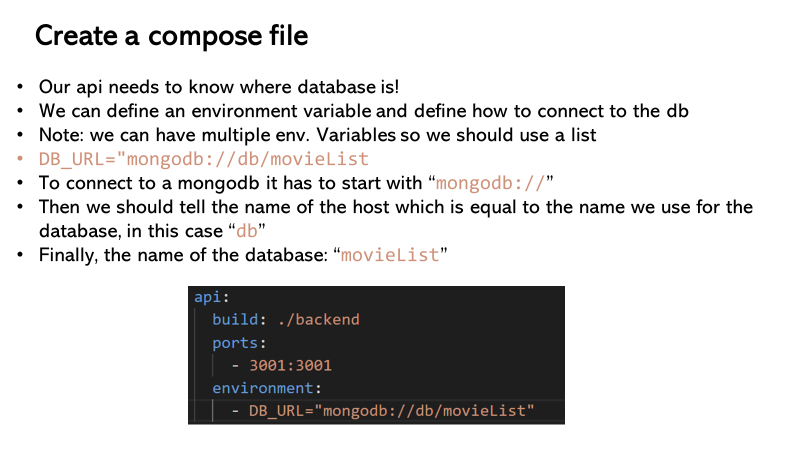 Create a compose file
• Our api needs to know where database is!
• We can define an environment variable and define how to connect to the db
• Note: we can have multiple env. Variables so we should use a list
• DB_URL="mongodb://db/movieList
• To connect to a mongodb it has to start with “mongodb://”
• Then we should tell the name of the host which is equal to the name we use for the
database, in this case “db”
• Finally, the name of the database: “movieList”
api:
build: ./backend
ports:
- 3001:3001
environment:
- DB_URL="mongodb://db/movieList"